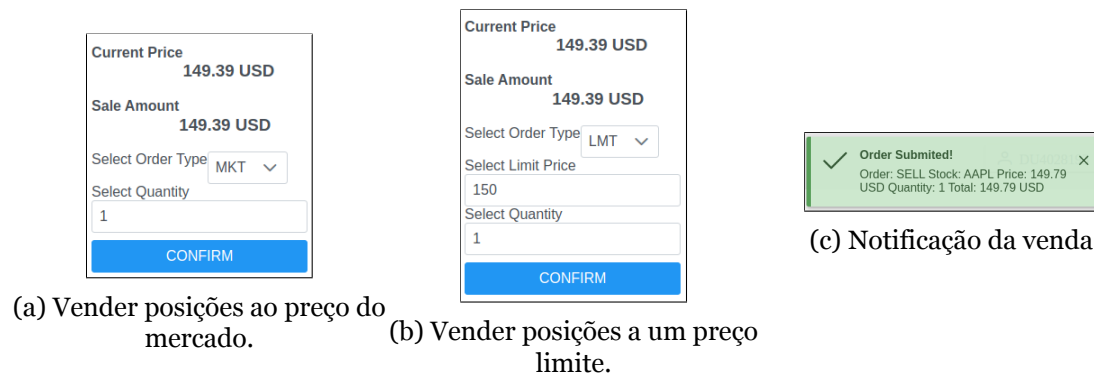 Current Price
149.39 USD
Sale Amount
149.39 USD
Select Order Type MKT
Select Quantity
1
CONFIRM
(a) Vender posições ao preço do
mercado.
Current Price
149.39 USD
Sale Amount
149.39 USD
Select Order Type LMT
Select Limit Price
150
Select Quantity
1
CONFIRM
(b) Vender posições a um preço
limite.
Order Submited!
Order: SELL Stock: AAPL Price: 149.79
USD Quantity: 1 Total: 149.79 USD
(c) Notificação da venda